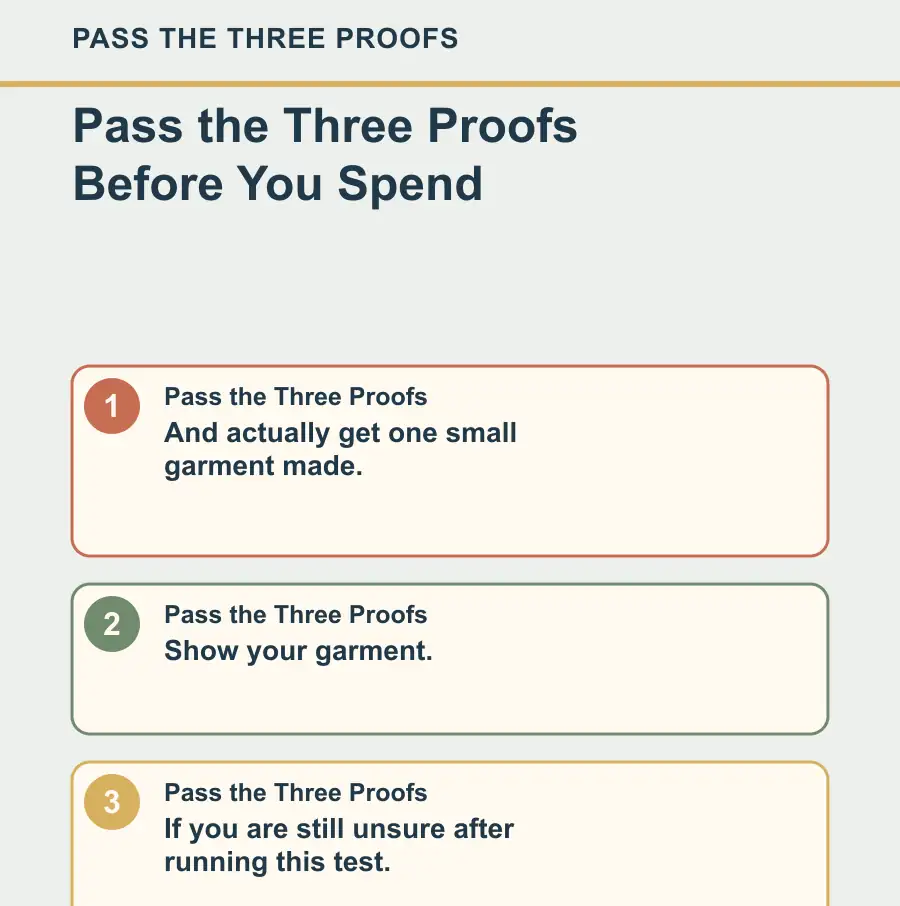 PASS THE THREE PROOFS
Pass the Three Proofs
Before You Spend
1
Pass the Three Proofs
And actually get one small
garment made.
2
Pass the Three Proofs
Show your garment.
3
Pass the Three Proofs
If you are still unsure after
running this test.